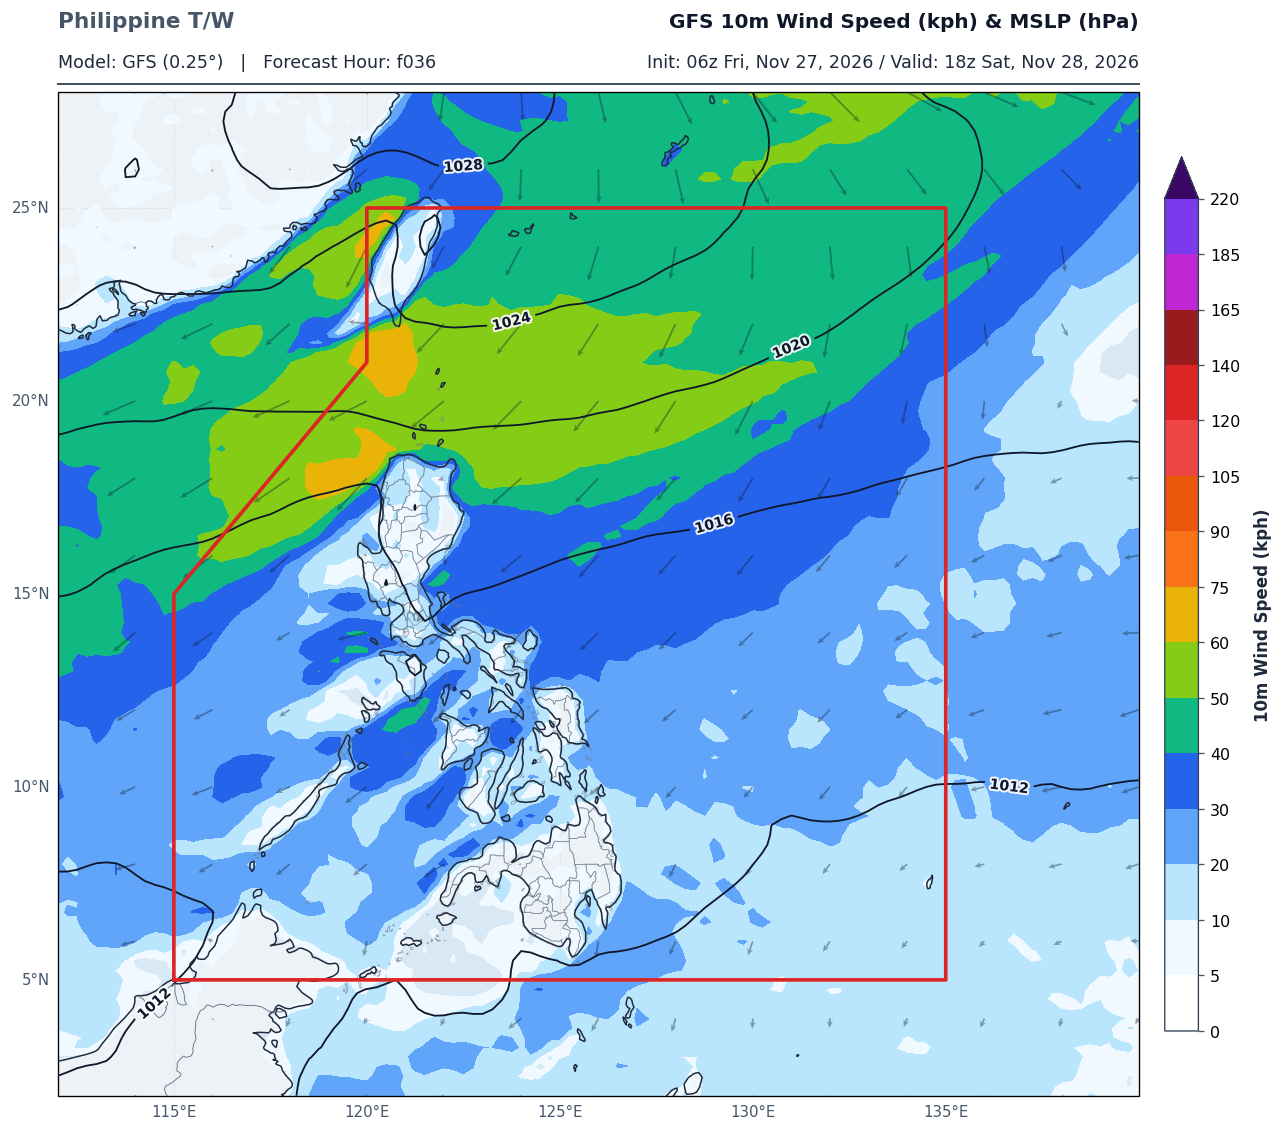 Philippine T/W
GFS 10m Wind Speed (kph) & MSLP (hPa)
Model: GFS (0.25°)   |   Forecast Hour: f036
Init: 06z Fri, Nov 27, 2026 / Valid: 18z Sat, Nov 28, 2026
1028
1024
1020
1016
1012
1012
25°N
20°N
15°N
10°N
5°N
115°E
120°E
125°E
130°E
135°E
220
185
165
140
120
105
90
75
60
50
40
30
20
10
5
0
10m Wind Speed (kph)